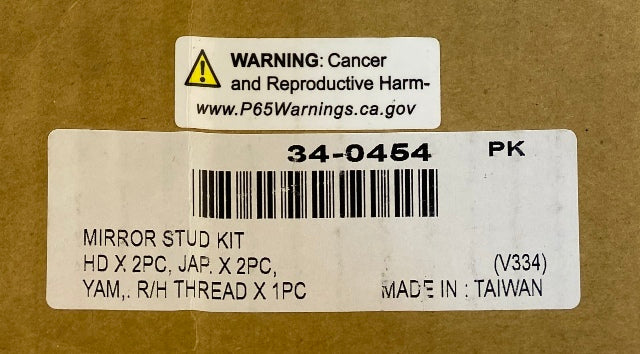 WARNING: Cancer
and Reproductive Harm-
www.P65Warnings.ca.gov
34-0454 PK
MIRROR STUD KIT
HD X 2PC, JAP. X 2PC, (V334)
YAM,. R/H THREAD X 1PC MADE IN : TAIWAN